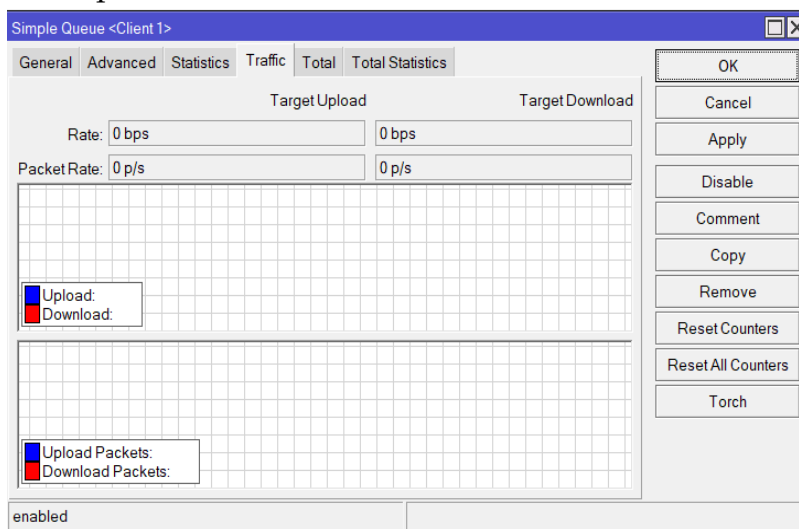 Simple Queue <Client 1>
General Advanced Statistics Traffic Total Total Statistics
Target Upload Target Download
Rate: 0 bps 0 bps
Packet Rate: 0 p/s 0 p/s
Upload:
Download:
Upload Packets:
Download Packets:
enabled
OK
Cancel
Apply
Disable
Comment
Copy
Remove
Reset Counters
Reset All Counters
Torch